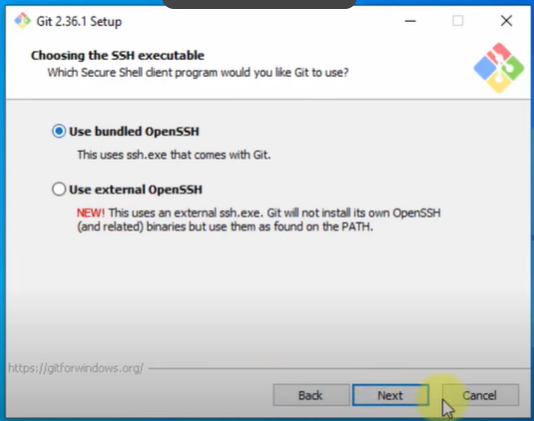 Git 2.36.1 Setup
Choosing the SSH executable
Which Secure Shell client program would you like Git to use?
Use bundled OpenSSH
This uses ssh.exe that comes with Git.
Use external OpenSSH
NEW! This uses an external ssh.exe. Git will not install its own OpenSSH
(and related) binaries but use them as found on the PATH.
https://gitforwindows.org/
Back Next Cancel